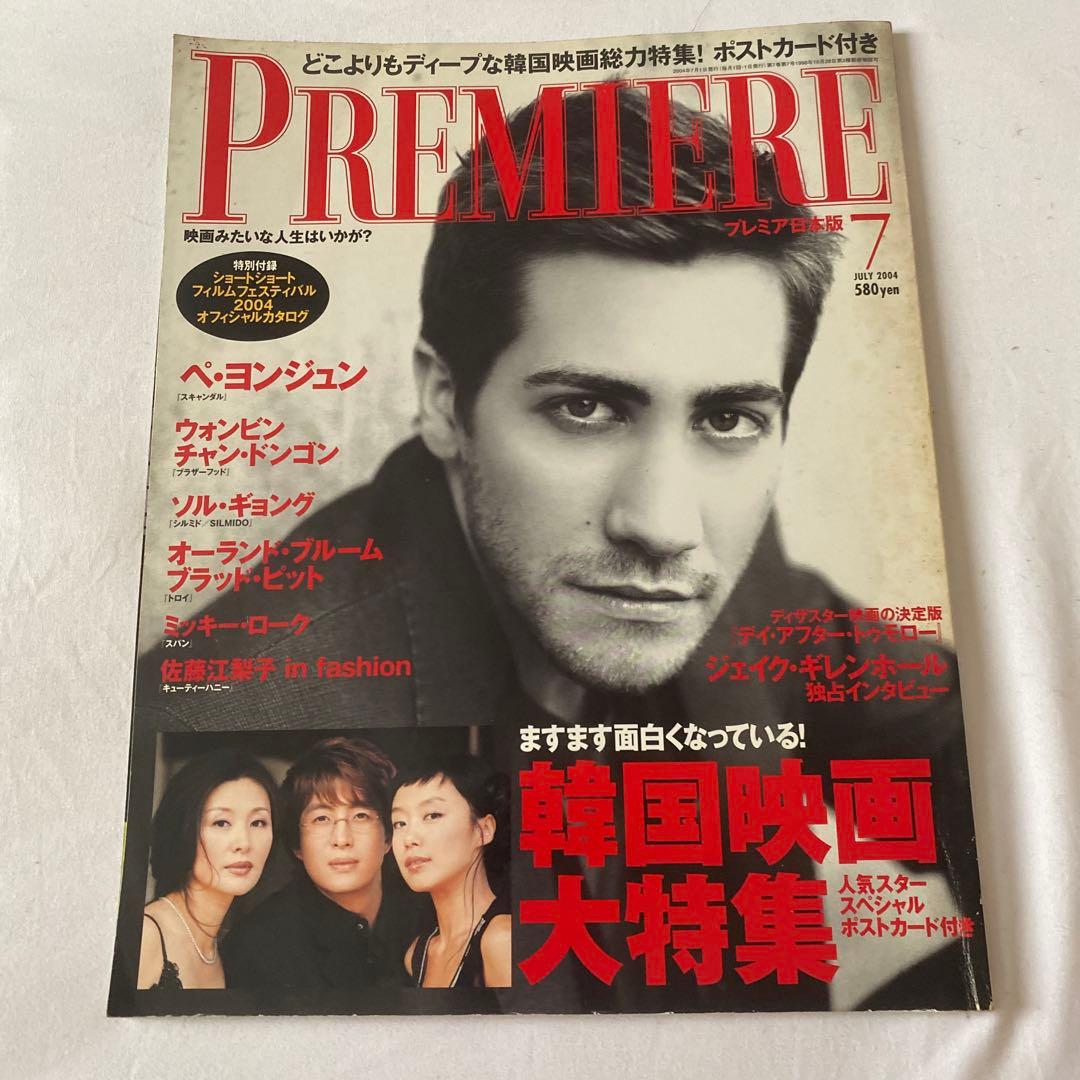 どこよりもディープな韓国映画総力特集! ポストカード付き
PREMIERE
プレミア日本版
7
JULY 2004
580yen
映画みたいな人生はいかが?
特別付録
ショートショート
フィルムフェスティバル
2004
オフィシャルカタログ
ペ・ヨンジュン
『スキャンダル』
ウォンビン
チャン・ドンゴン
『ブラザーフッド』
ソル・ギョング
『シルミド/SILMIDO』
オーランド・ブルーム
ブラッド・ピット
『トロイ』
ミッキー・ローク
『スパン』
佐藤江梨子 in fashion
『キューティーハニー』
ディザスター映画の決定版
『デイ・アフター・トゥモロー』
ジェイク・ギレンホール
独占インタビュー
ますます面白くなっている!
韓国映画
大特集
人気スター
スペシャル
ポストカード付き